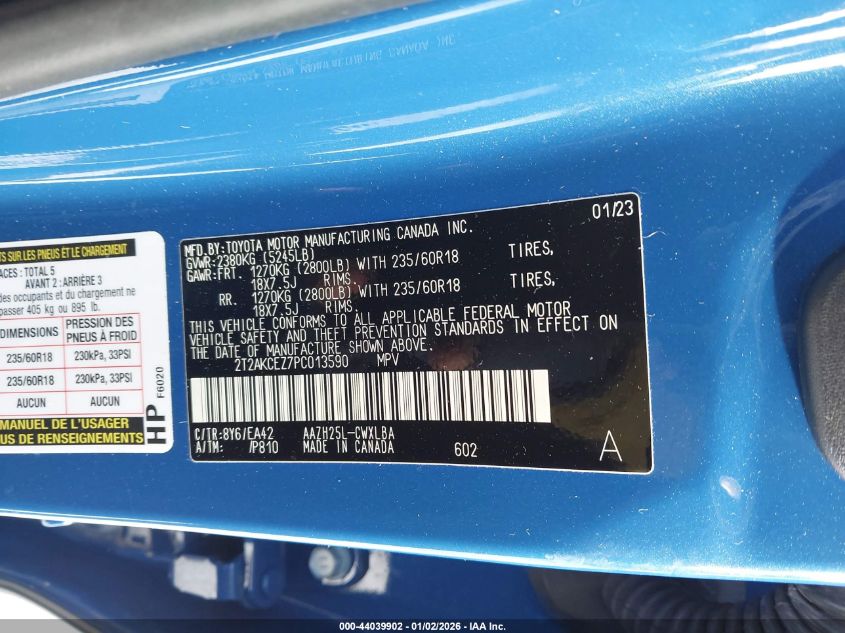 TS SUR LES PNEUS ET LE CHARGEMENT
ACES: TOTAL 5
AVANT 2 : ARRIÈRE 3
des occupants et du chargement ne
passer 405 kg ou 895 lb.
DIMENSIONS PRESSION DES PNEUS À FROID
235/60R18 230kPa, 33PSI
235/60R18 230kPa, 33PSI
AUCUN AUCUN
MANUEL DE L'USAGER
US DE RENSEIGNEMENTS
HP F6020
01/23
MFD.BY:TOYOTA MOTOR MANUFACTURING CANADA INC.
GVWR:2380KG (5245LB)
GAWR:FRT. 1270KG (2800LB) WITH 235/60R18 TIRES,
18X7.5J RIMS
RR. 1270KG (2800LB) WITH 235/60R18 TIRES,
18X7.5J RIMS
THIS VEHICLE CONFORMS TO ALL APPLICABLE FEDERAL MOTOR
VEHICLE SAFETY AND THEFT PREVENTION STANDARDS IN EFFECT ON
THE DATE OF MANUFACTURE SHOWN ABOVE.
2T2AKCEZ7PC013590 MPV
C/TR:8Y6/EA42 AAZH25L-CWXLBA
A/TM: /P810 MADE IN CANADA 602 A
000-44039902 - 01/02/2026 - IAA Inc.